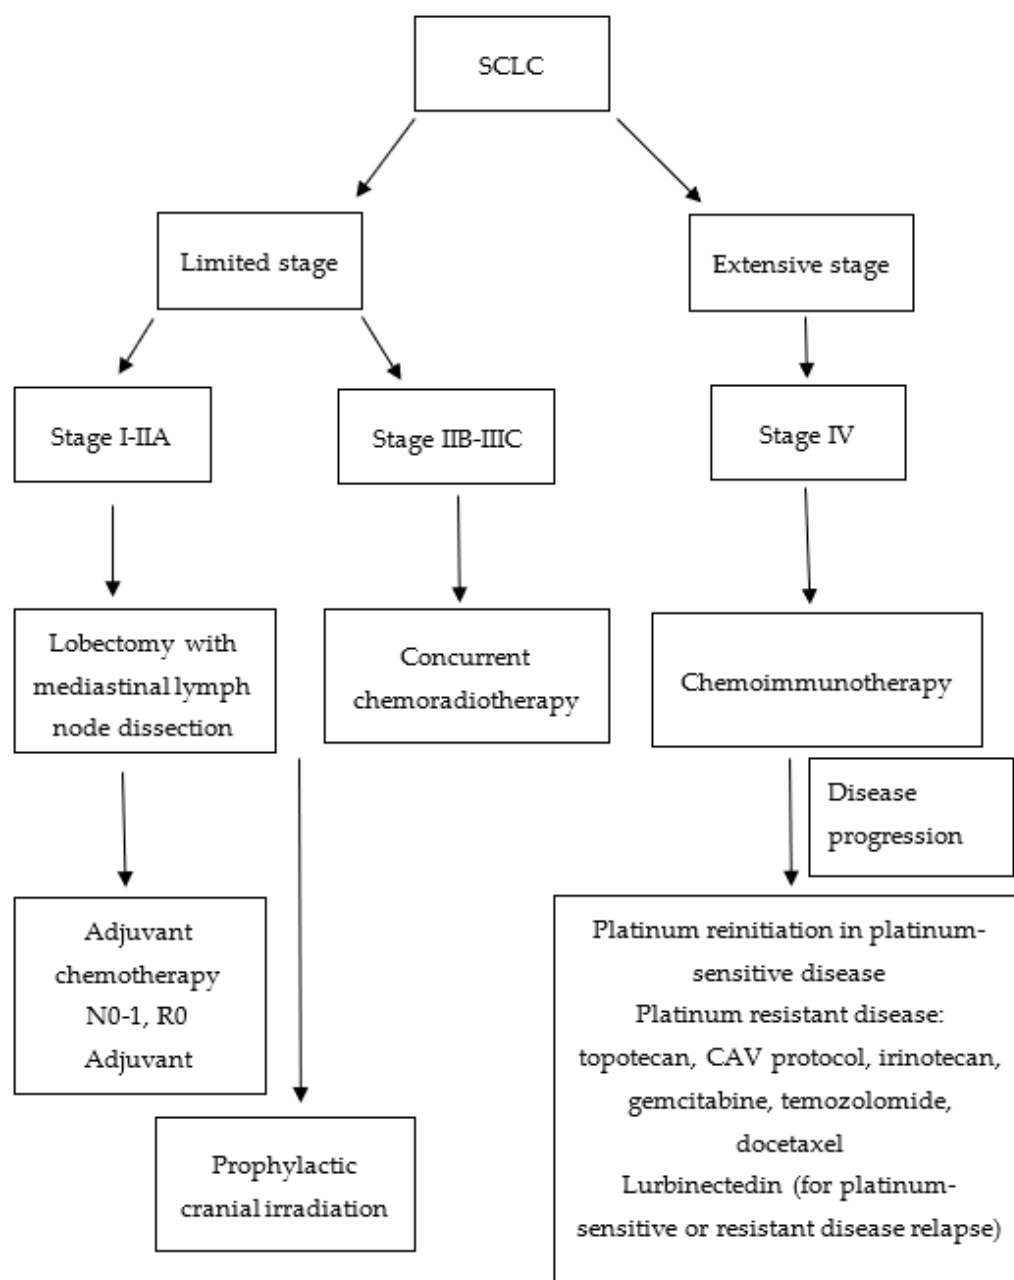 SCLC
Limited stage
Extensive stage
Stage I-IIA
Stage IIB-IIIC
Stage IV
Lobectomy with
mediastinal lymph
node dissection
Concurrent
chemoradiotherapy
Chemoimmunotherapy
Disease
progression
Adjuvant
chemotherapy
N0-1, R0
Adjuvant
Platinum reinitiation in platinum-
sensitive disease
Platinum resistant disease:
topotecan, CAV protocol, irinotecan,
gemcitabine, temozolomide,
docetaxel
Lurbinectedin (for platinum-
sensitive or resistant disease relapse)
Prophylactic
cranial irradiation